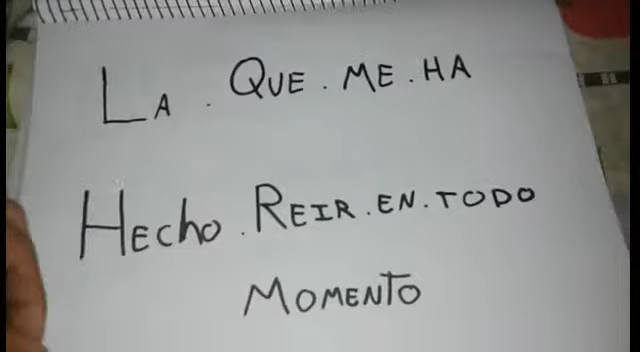 La . Que . me . ha
Hecho . Reir . en . todo
momento